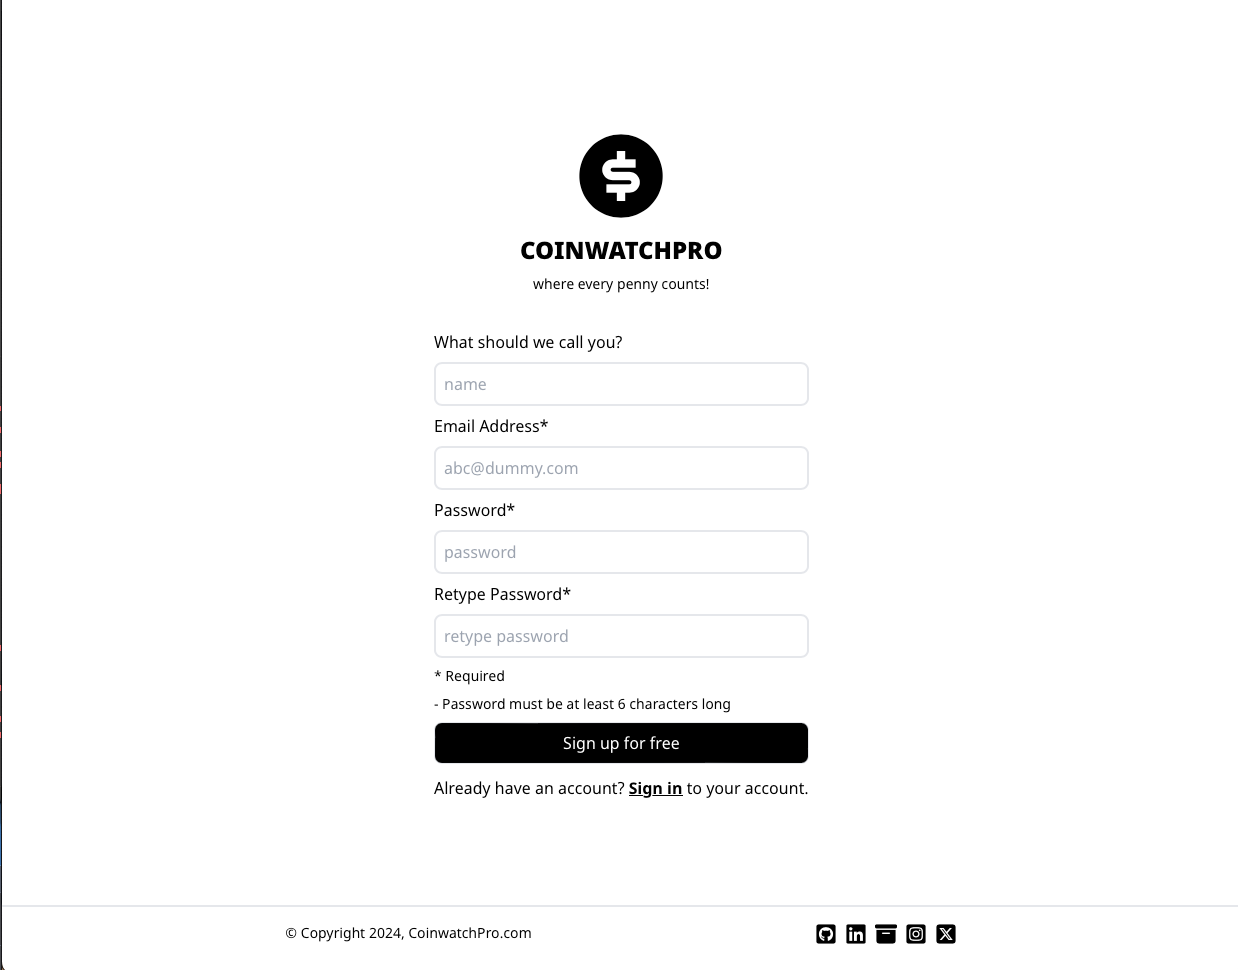 COINWATCHPRO
where every penny counts!
What should we call you?
name
Email Address*
abc@dummy.com
Password*
password
Retype Password*
retype password
* Required
- Password must be at least 6 characters long
Sign up for free
Already have an account? Sign in to your account.
© Copyright 2024, CoinwatchPro.com